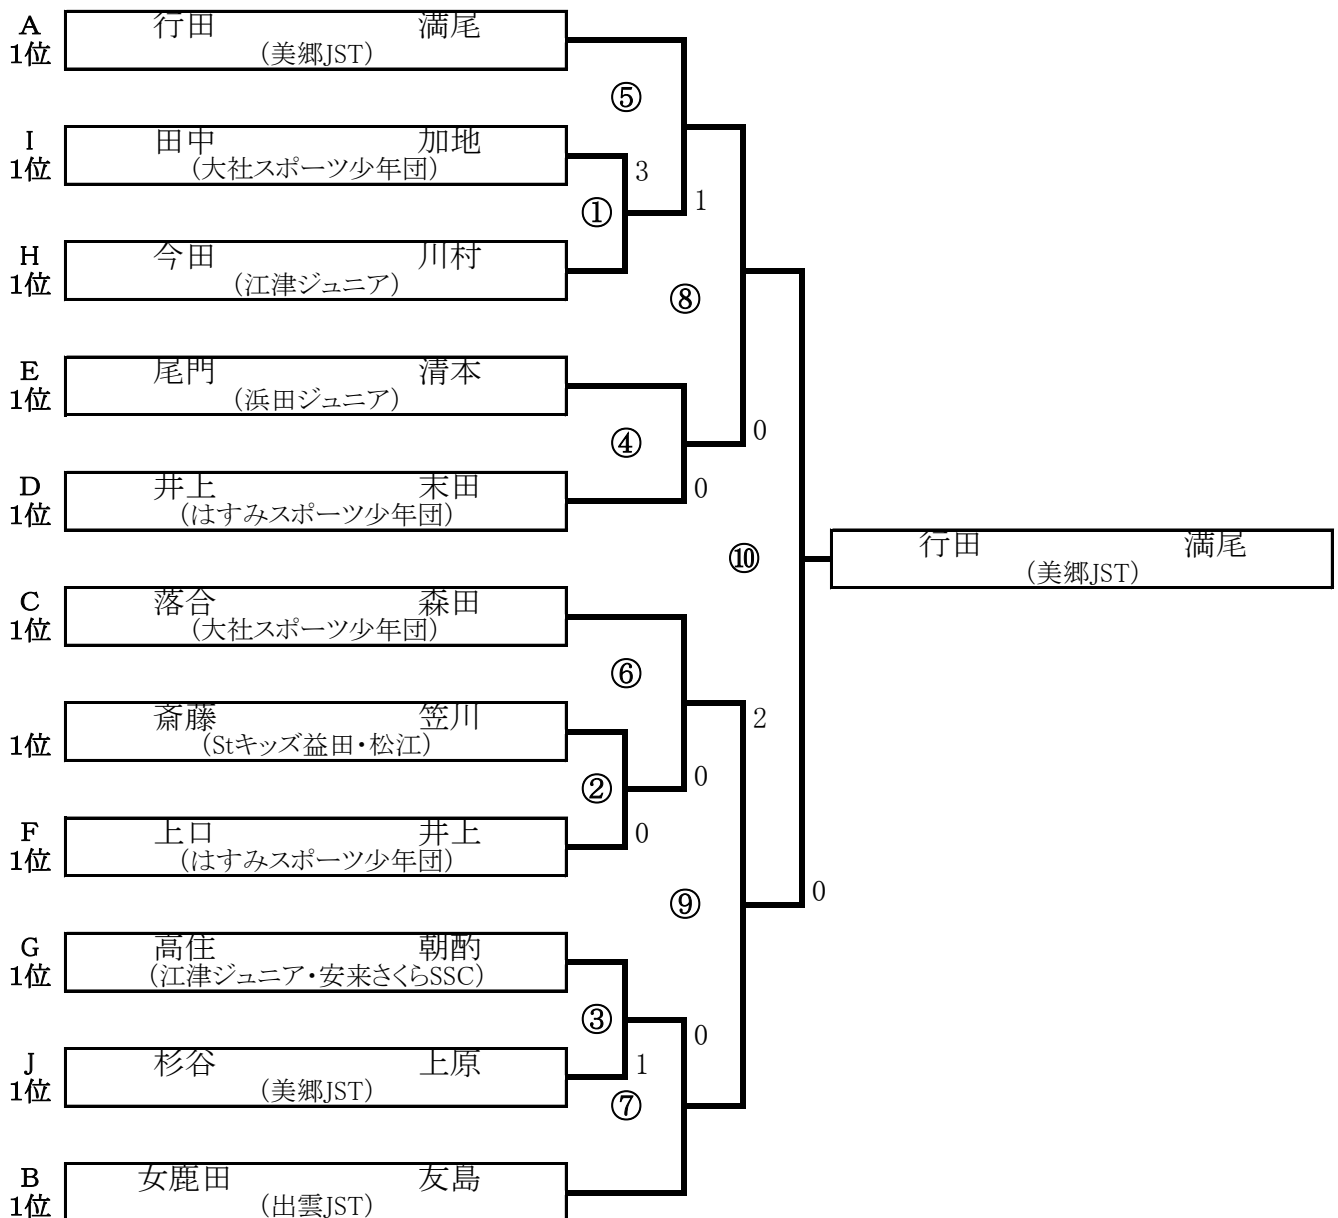 A 行田 満尾
1位 (美郷JST)
⑤
I 田中 加地
1位 (大社スポーツ少年団) 3
① 1
H 今田 川村
1位 (江津ジュニア)
⑧
E 尾門 清本
1位 (浜田ジュニア)
④ 0
D 井上 末田 0
1位 (はすみスポーツ少年団)
⑩ 行田 満尾
(美郷JST)
C 落合 森田
1位 (大社スポーツ少年団)
⑥
斎藤 笠川 2
1位 (Stキッズ益田・松江)
② 0
F 上口 井上 0
1位 (はすみスポーツ少年団)
⑨ 0
G 高住 朝酌
1位 (江津ジュニア・安来さくらSSC)
③ 0
J 杉谷 上原 1
1位 (美郷JST)
⑦
B 女鹿田 友島
1位 (出雲JST)